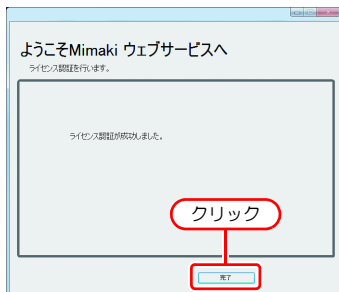 ようこそMimaki ウェブサービスへ
ライセンス認証を行います。
ライセンス認証が成功しました。
クリック
完了